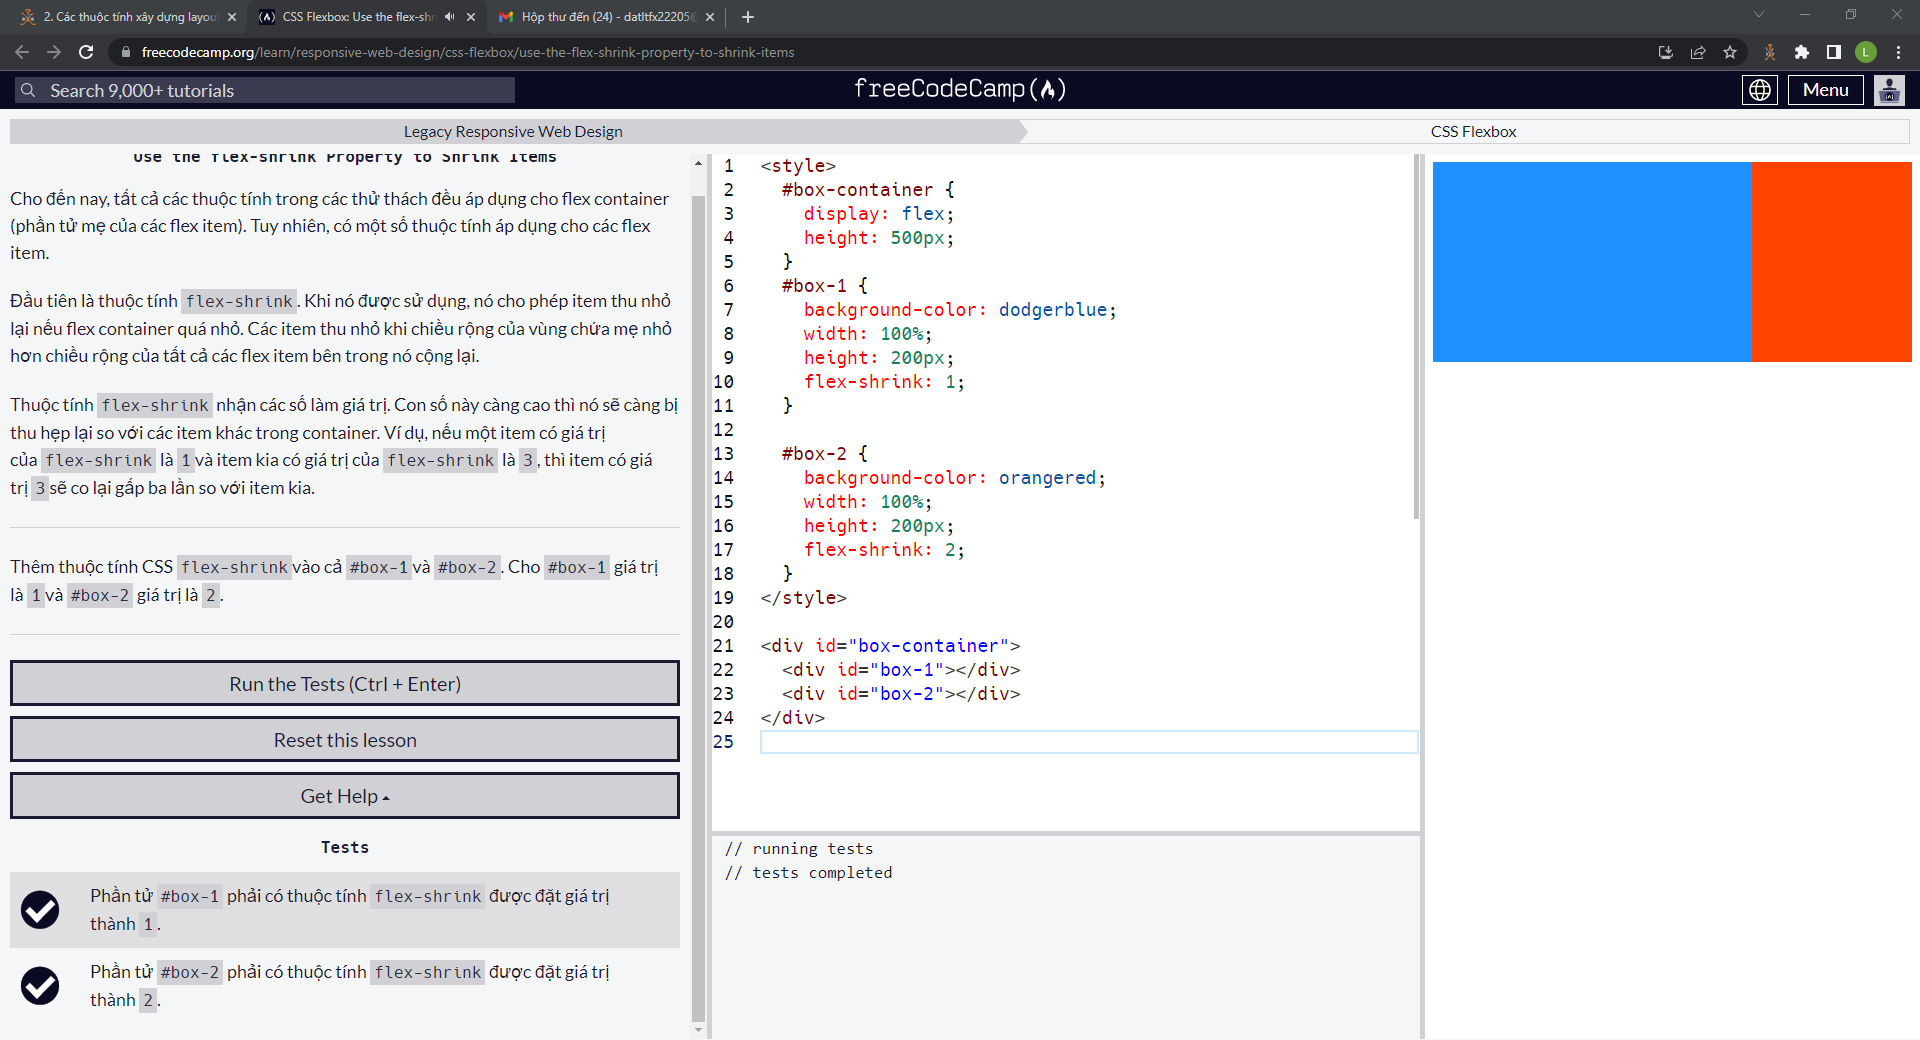 2. Các thuộc tính xây dựng layou
CSS Flexbox: Use the flex-shr
Hộp thư đến (24) - datltfx22205@
freecodecamp.org/learn/responsive-web-design/css-flexbox/use-the-flex-shrink-property-to-shrink-items
L
Search 9,000+ tutorials
freeCodeCamp
Menu
Legacy Responsive Web Design
CSS Flexbox
Use the flex-shrink Property to Shrink Items
Cho đến nay, tất cả các thuộc tính trong các thử thách đều áp dụng cho flex container
(phần tử mẹ của các flex item). Tuy nhiên, có một số thuộc tính áp dụng cho các flex
item.
Đầu tiên là thuộc tính flex-shrink. Khi nó được sử dụng, nó cho phép item thu nhỏ
lại nếu flex container quá nhỏ. Các item thu nhỏ khi chiều rộng của vùng chứa mẹ nhỏ
hơn chiều rộng của tất cả các flex item bên trong nó cộng lại.
Thuộc tính flex-shrink nhận các số làm giá trị. Con số này càng cao thì nó sẽ càng bị
thu hẹp lại so với các item khác trong container. Ví dụ, nếu một item có giá trị
của flex-shrink là 1 và item kia có giá trị của flex-shrink là 3, thì item có giá
trị 3 sẽ co lại gấp ba lần so với item kia.
Thêm thuộc tính CSS flex-shrink vào cả #box-1 và #box-2. Cho #box-1 giá trị
là 1 và #box-2 giá trị là 2.
Run the Tests (Ctrl + Enter)
Reset this lesson
Get Help
Tests
Phần tử #box-1 phải có thuộc tính flex-shrink được đặt giá trị
thành 1.
Phần tử #box-2 phải có thuộc tính flex-shrink được đặt giá trị
thành 2.
1 <style>
2 #box-container {
3 display: flex;
4 height: 500px;
5 }
6 #box-1 {
7 background-color: dodgerblue;
8 width: 100%;
9 height: 200px;
10 flex-shrink: 1;
11 }
12
13 #box-2 {
14 background-color: orangered;
15 width: 100%;
16 height: 200px;
17 flex-shrink: 2;
18 }
19 </style>
20
21 <div id="box-container">
22 <div id="box-1"></div>
23 <div id="box-2"></div>
24 </div>
25
// running tests
// tests completed